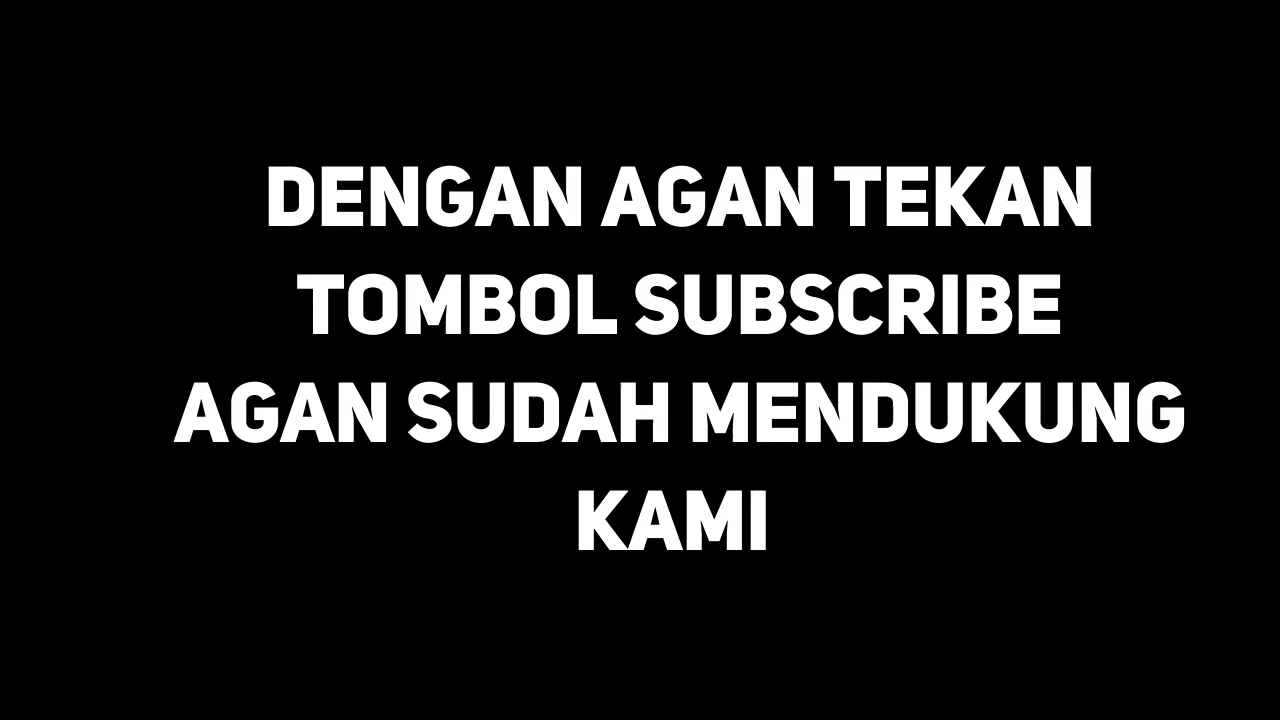 DENGAN AGAN TEKAN
TOMBOL SUBSCRIBE
AGAN SUDAH MENDUKUNG
KAMI